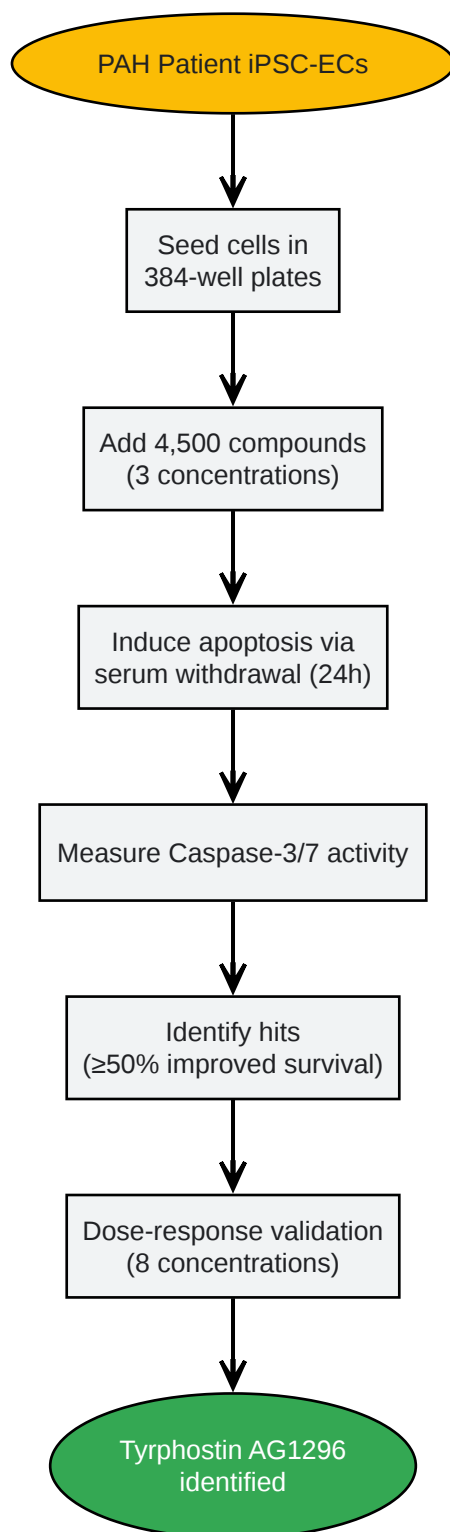 PAH Patient iPSC-ECs
Seed cells in
384-well plates
Add 4,500 compounds
(3 concentrations)
Induce apoptosis via
serum withdrawal (24h)
Measure Caspase-3/7 activity
Identify hits
(≥50% improved survival)
Dose-response validation
(8 concentrations)
Tyrphostin AG1296
identified